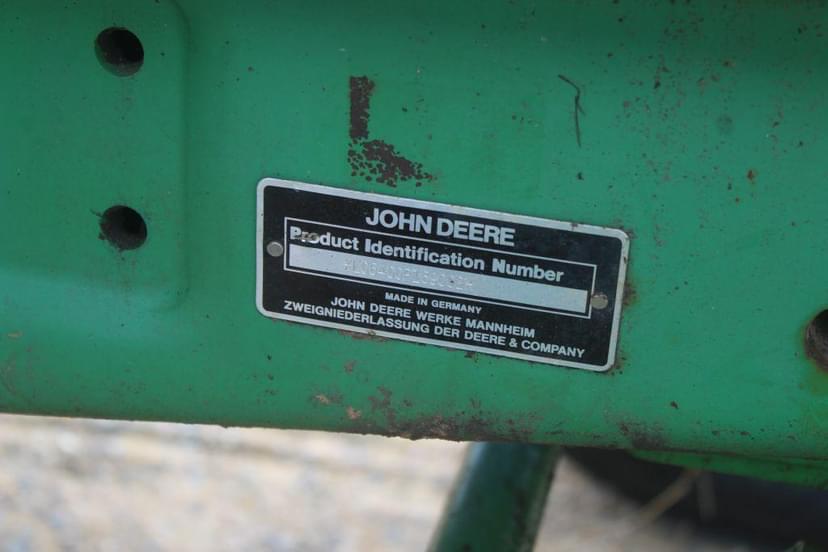 JOHN DEERE
Product Identification Number
MADE IN GERMANY
JOHN DEERE WERKE MANNHEIM
ZWEIGNIEDERLASSUNG DER DEERE & COMPANY